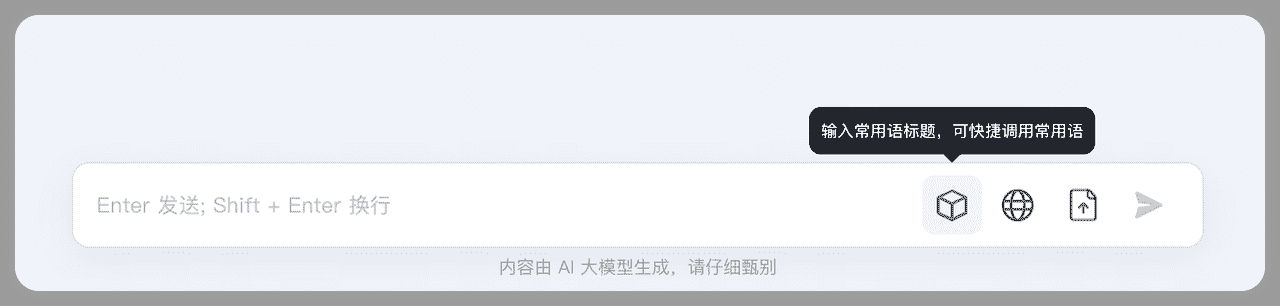 输入常用语标题，可快捷调用常用语
Enter 发送; Shift + Enter 换行
内容由 AI 大模型生成，请仔细甄别